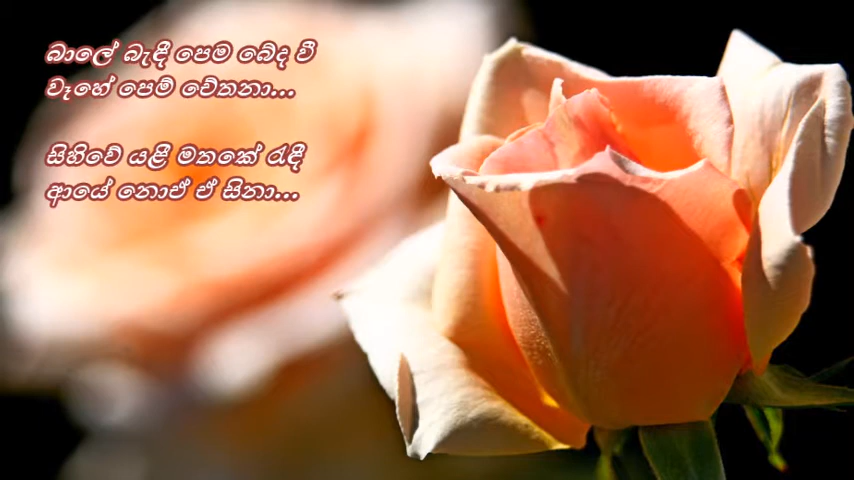 බාලේ බැඳී පෙම බේද වී
වෑහේ පෙම් චේතනා...
සිහිවේ යළී මතකේ රැඳී
ආයේ නොඒ ඒ සිනා...